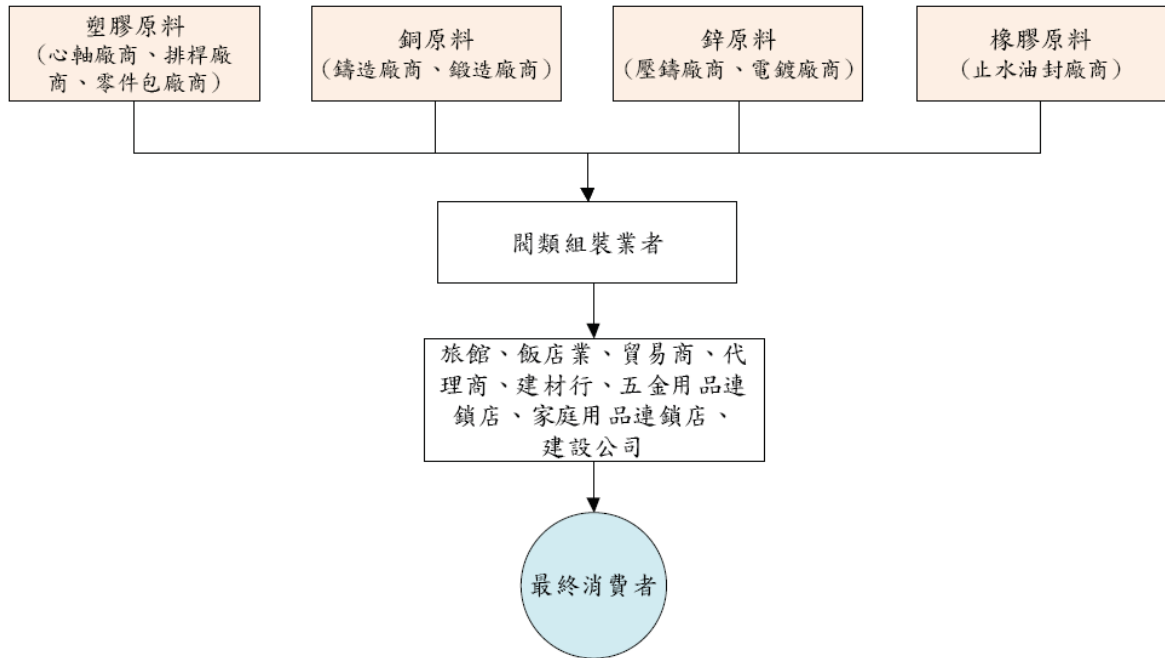 塑膠原料
（心軸廠商、排桿廠
商、零件包廠商）
銅原料
（鑄造廠商、鍛造廠商）
鋅原料
（壓鑄廠商、電鍍廠商）
橡膠原料
（止水油封廠商）
閥類組裝業者
旅館、飯店業、貿易商、代
理商、建材行、五金用品連
鎖店、家庭用品連鎖店、
建設公司
最終消費者